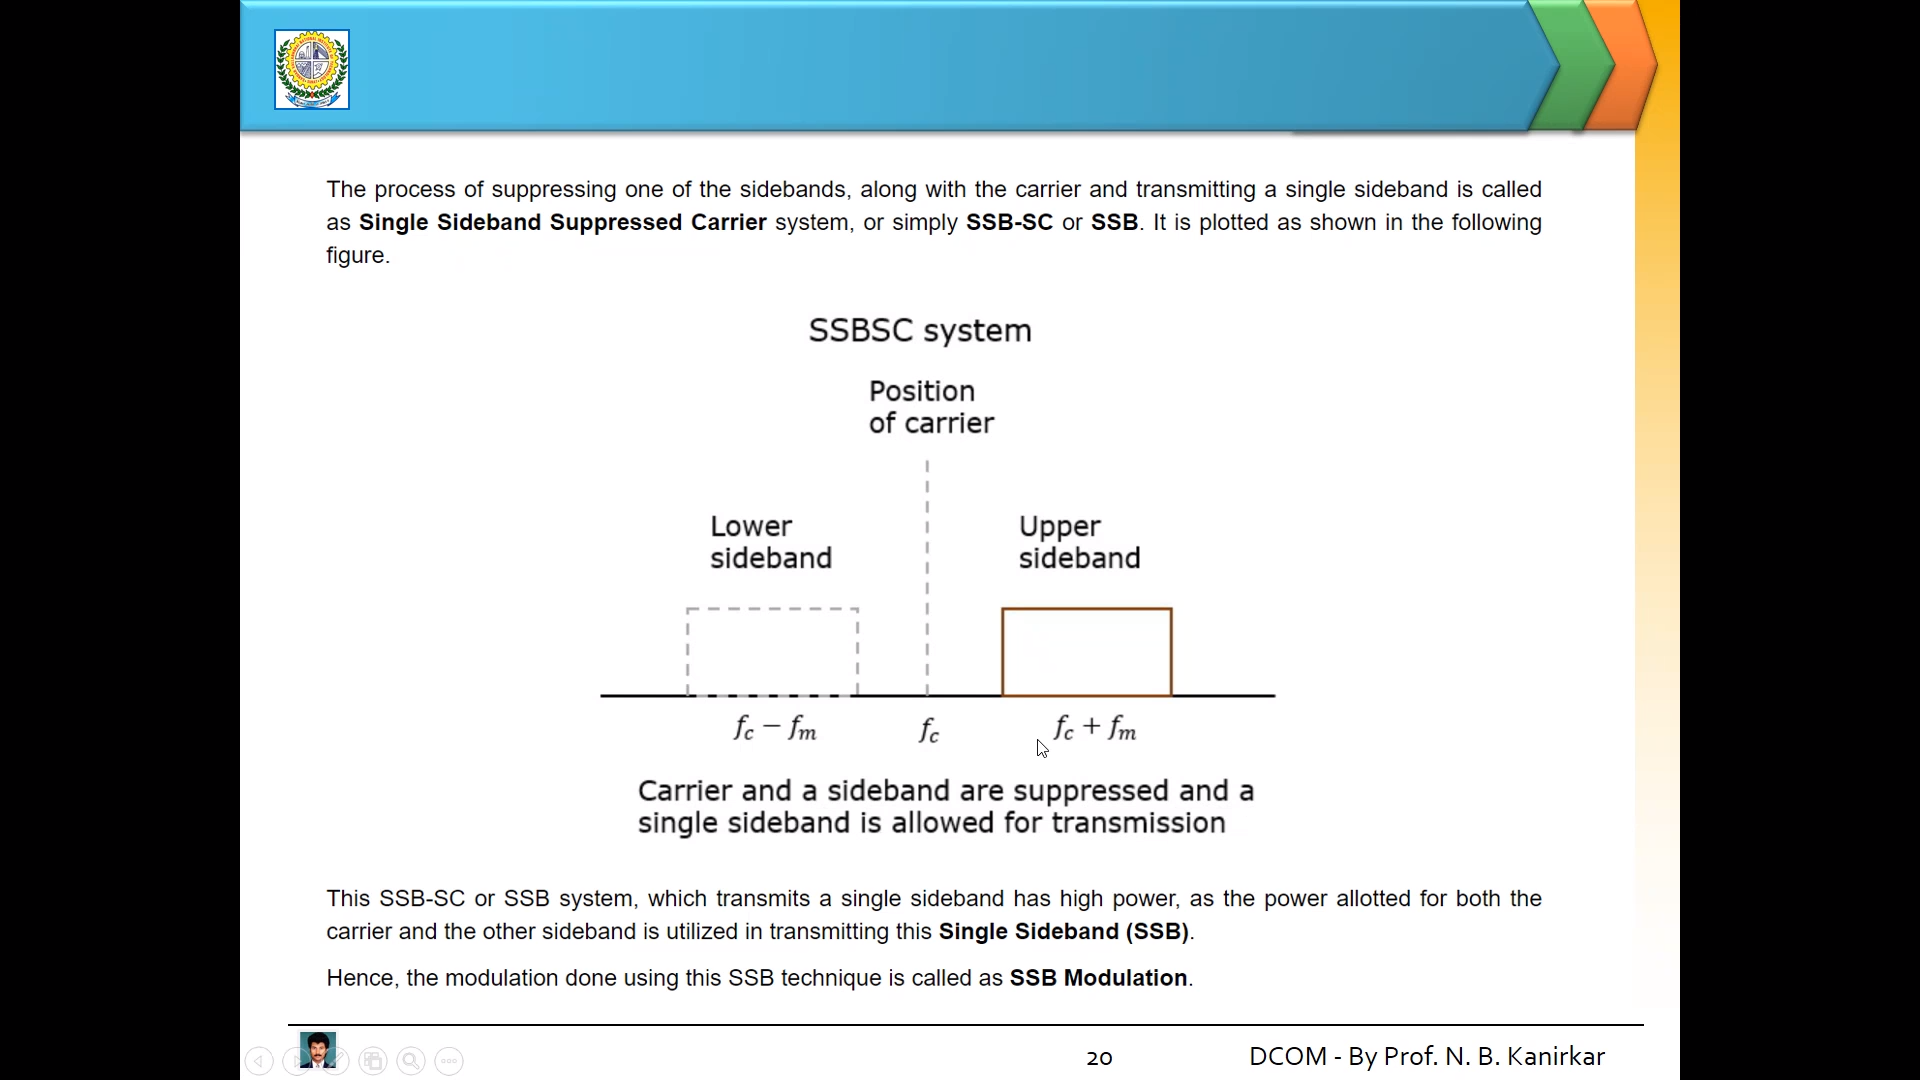 The process of suppressing one of the sidebands, along with the carrier and transmitting a single sideband is called
as Single Sideband Suppressed Carrier system, or simply SSB-SC or SSB. It is plotted as shown in the following
figure.
SSBSC system
Position
of carrier
Lower
sideband
Upper
sideband
fc − fm
fc
fc + fm
Carrier and a sideband are suppressed and a
single sideband is allowed for transmission
This SSB-SC or SSB system, which transmits a single sideband has high power, as the power allotted for both the
carrier and the other sideband is utilized in transmitting this Single Sideband (SSB).
Hence, the modulation done using this SSB technique is called as SSB Modulation.
20
DCOM - By Prof. N. B. Kanirkar